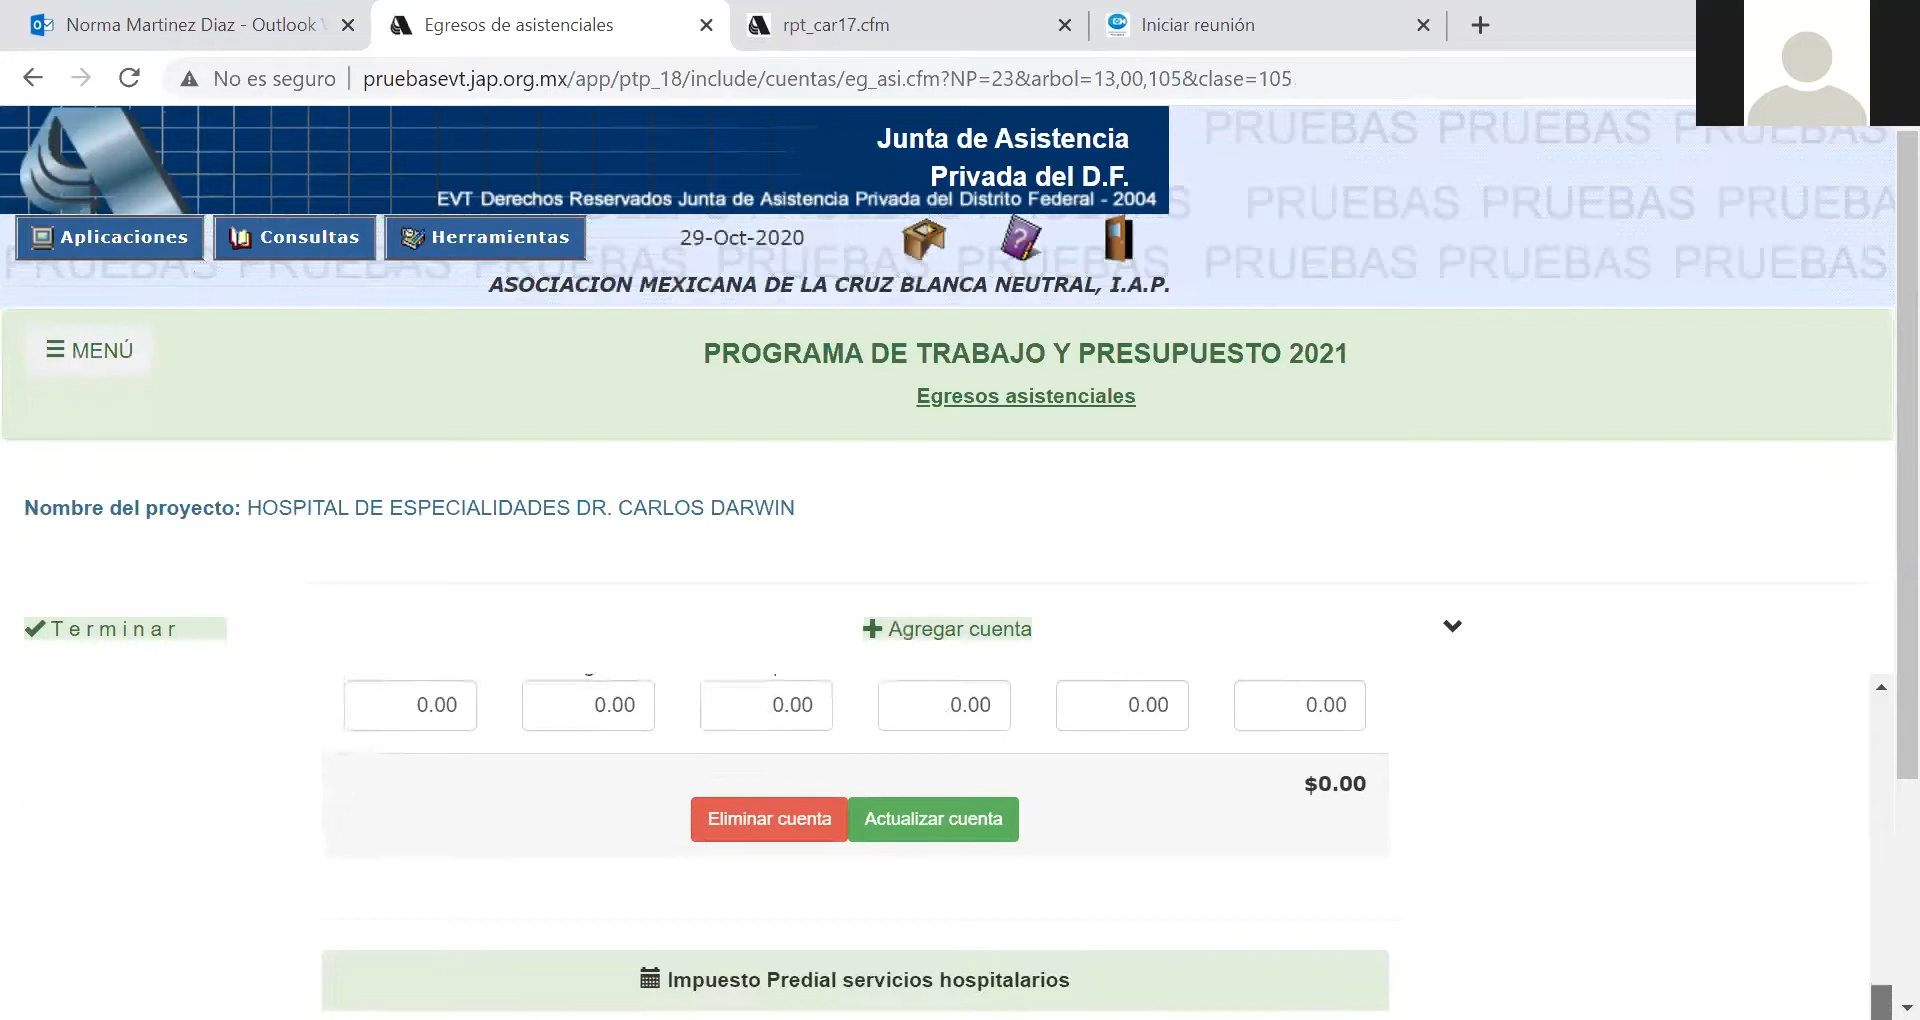 Norma Martinez Diaz - Outlook
Egresos de asistenciales
rpt_car17.cfm
Iniciar reunión
No es seguro
pruebasevt.jap.org.mx/app/ptp_18/include/cuentas/eg_asi.cfm?NP=23&arbol=13,00,105&clase=105
Junta de Asistencia
Privada del D.F.
EVT Derechos Reservados Junta de Asistencia Privada del Distrito Federal - 2004
PRUEBAS PRUEBAS PRUEBAS
PRUEBAS PRUEBAS PRUEBA
Aplicaciones
Consultas
Herramientas
29-Oct-2020
PRUEBAS PRUEBAS PRUEBAS
ASOCIACION MEXICANA DE LA CRUZ BLANCA NEUTRAL, I.A.P.
MENÚ
PROGRAMA DE TRABAJO Y PRESUPUESTO 2021
Egresos asistenciales
Nombre del proyecto: HOSPITAL DE ESPECIALIDADES DR. CARLOS DARWIN
Terminar
Agregar cuenta
0.00 0.00 0.00 0.00 0.00 0.00
$0.00
Eliminar cuenta
Actualizar cuenta
Impuesto Predial servicios hospitalarios